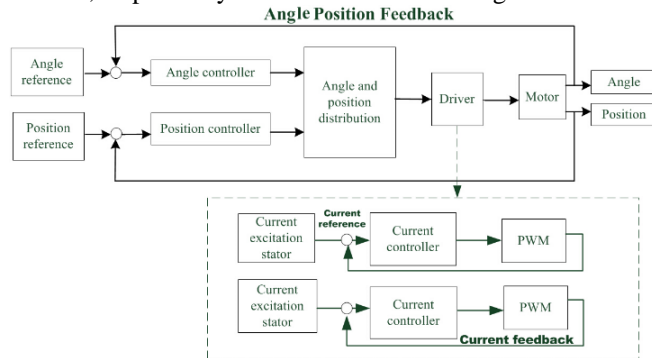 Angle Position Feedback
Angle
reference
Angle controller
Angle and
position
distribution
Driver
Motor
Angle
Position
Position
reference
Position controller
Current
excitation
stator
Current
reference
Current
controller
PWM
Current
excitation
stator
Current
controller
PWM
Current feedback